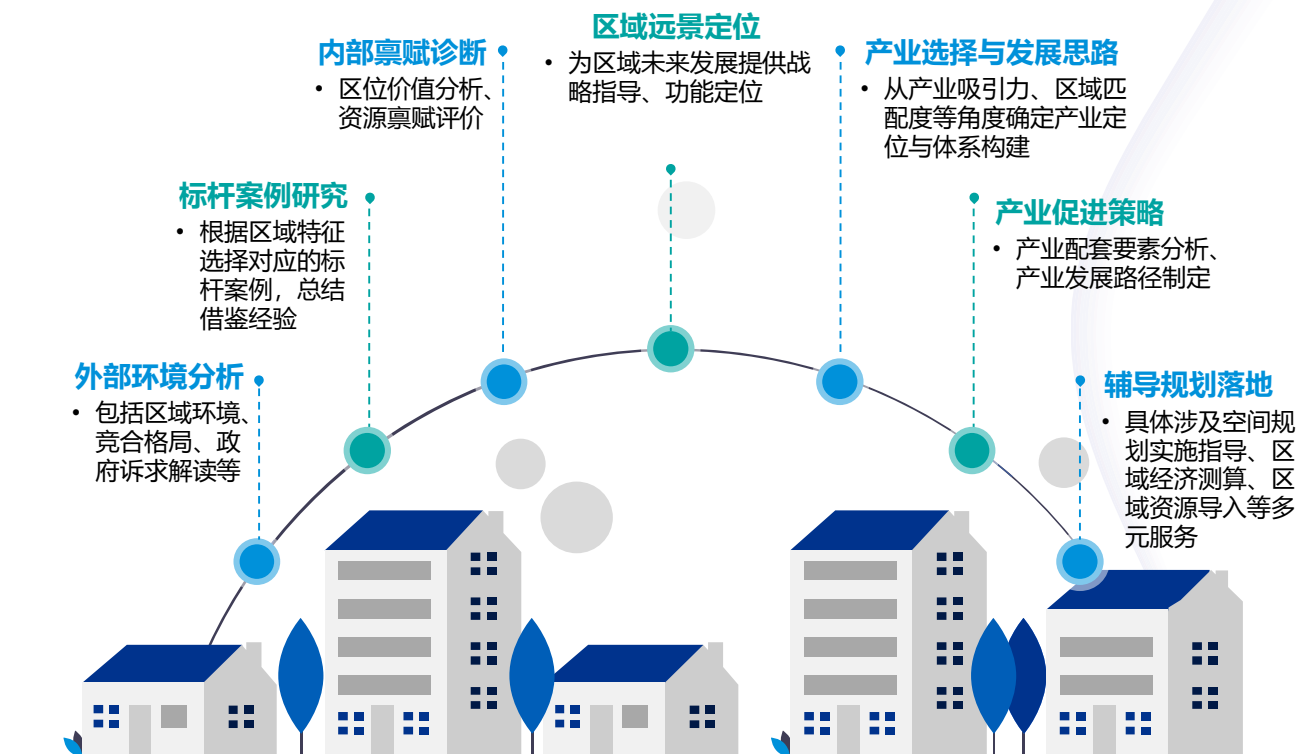 外部环境分析
• 包括区域环境、
竞合格局、政
府诉求解读等
标杆案例研究
• 根据区域特征
选择对应的标
杆案例，总结
借鉴经验
内部禀赋诊断
• 区位价值分析、
资源禀赋评价
区域远景定位
• 为区域未来发展提供战
略指导、功能定位
产业选择与发展思路
• 从产业吸引力、区域匹
配度等角度确定产业定
位与体系构建
产业促进策略
• 产业配套要素分析、
产业发展路径制定
辅导规划落地
• 具体涉及空间规
划实施指导、区
域经济测算、区
域资源导入等多
元服务